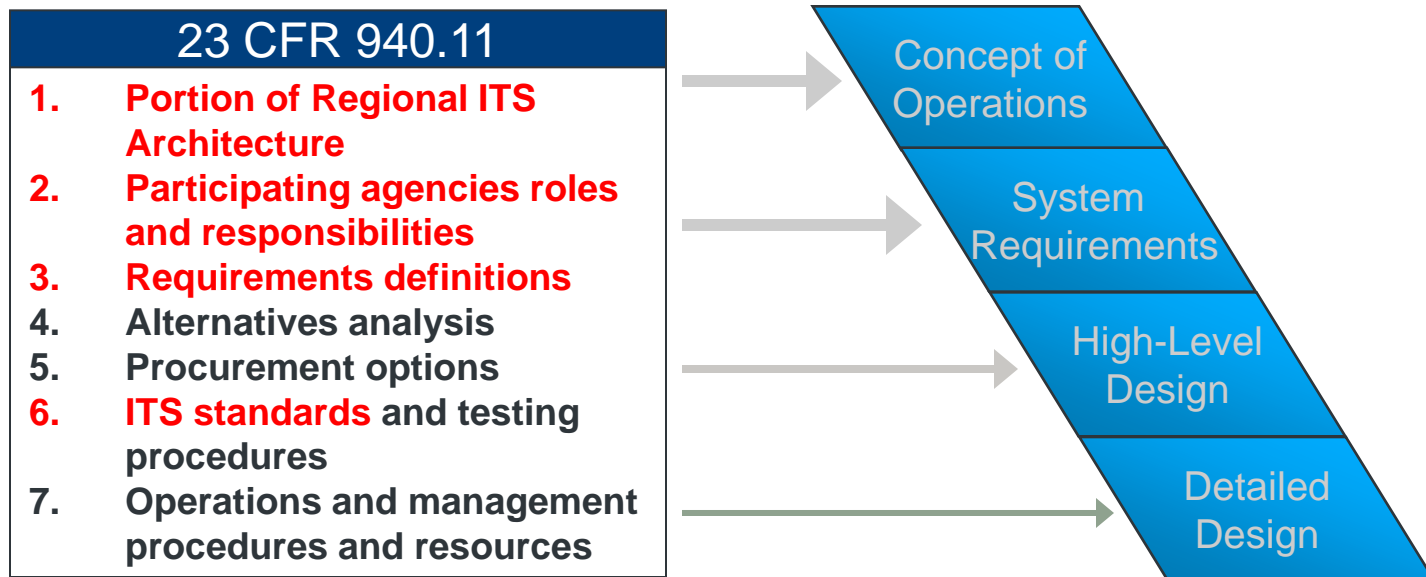 23 CFR 940.11
1. Portion of Regional ITS
Architecture
2. Participating agencies roles
and responsibilities
3. Requirements definitions
4. Alternatives analysis
5. Procurement options
6. ITS standards and testing
procedures
7. Operations and management
procedures and resources
Concept of
Operations
System
Requirements
High-Level
Design
Detailed
Design